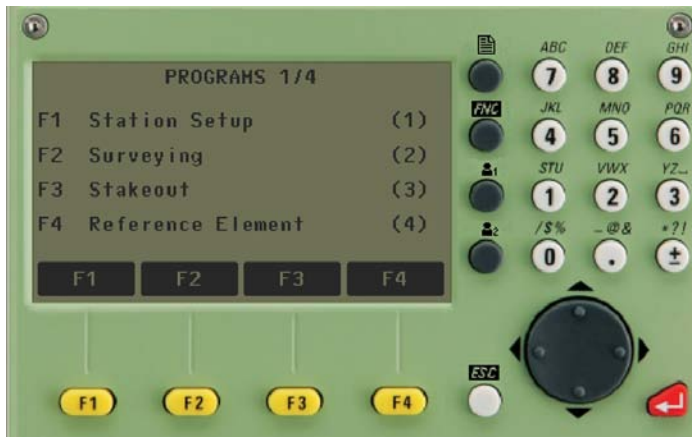 PROGRAMS 1/4
F1 Station Setup (1)
F2 Surveying (2)
F3 Stakeout (3)
F4 Reference Element (4)
F1 F2 F3 F4
F1 F2 F3 F4
ABC DEF GHI
7 8 9
FNC JKL MNO PQR
4 5 6
1 STU VWX YZ_
1 2 3
2 /$% _@& *?!
0 . ±
ESC